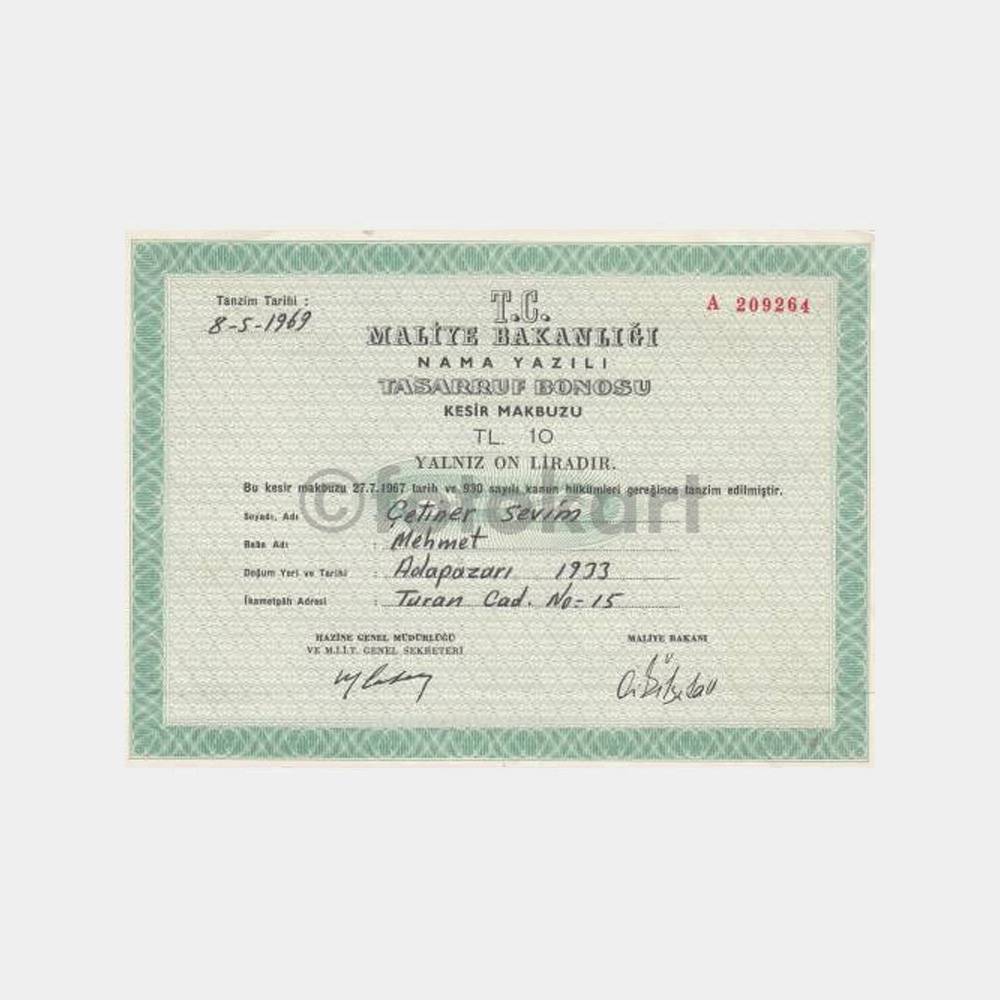 Tanzim Tarihi :
8-5-1969
T.C.
A 209264
MALİYE BAKANLIĞI
NAMA YAZILI
TASARRUF BONOSU
KESİR MAKBUZU
TL. 10
YALNIZ ON LİRADIR.
Bu kesir makbuzu 27.7.1967 tarih ve 930 sayılı kanun hükümleri gereğince tanzim edilmiştir.
©fotokart
Soyadı, Adı : Çetiner Sevim
Baba Adı : Mehmet
Doğum Yeri ve Tarihi : Adapazarı 1933
İkametgâh Adresi : Turan Cad. No=15
HAZİNE GENEL MÜDÜRLÜĞÜ
VE M.İ.İ.T. GENEL SEKRETERİ
MALİYE BAKANI